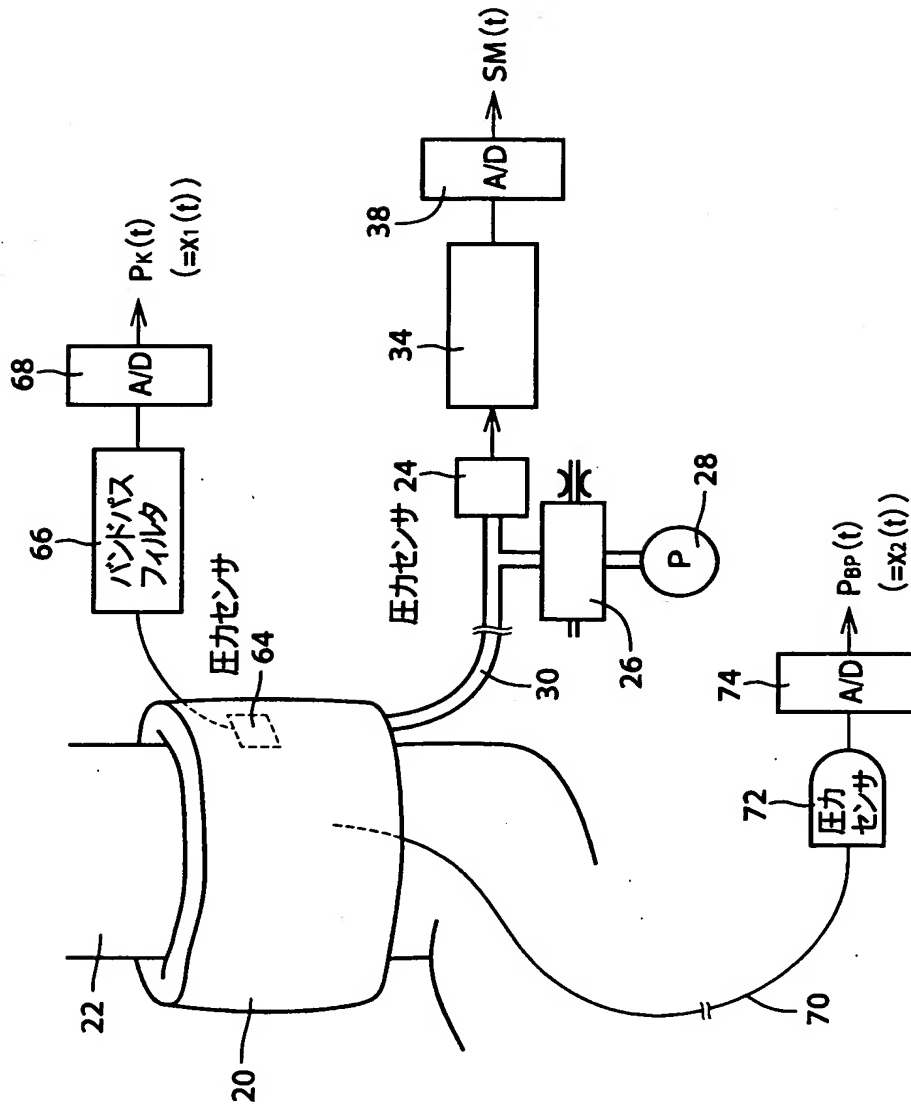 22
20
66
バンドパス
フィルタ
68
A/D
PK(t)
(=X1(t))
圧力センサ
64
圧力センサ 24
34
38
A/D
SM(t)
30
26
P
28
70
72
圧力
センサ
74
A/D
PBP(t)
(=X2(t))